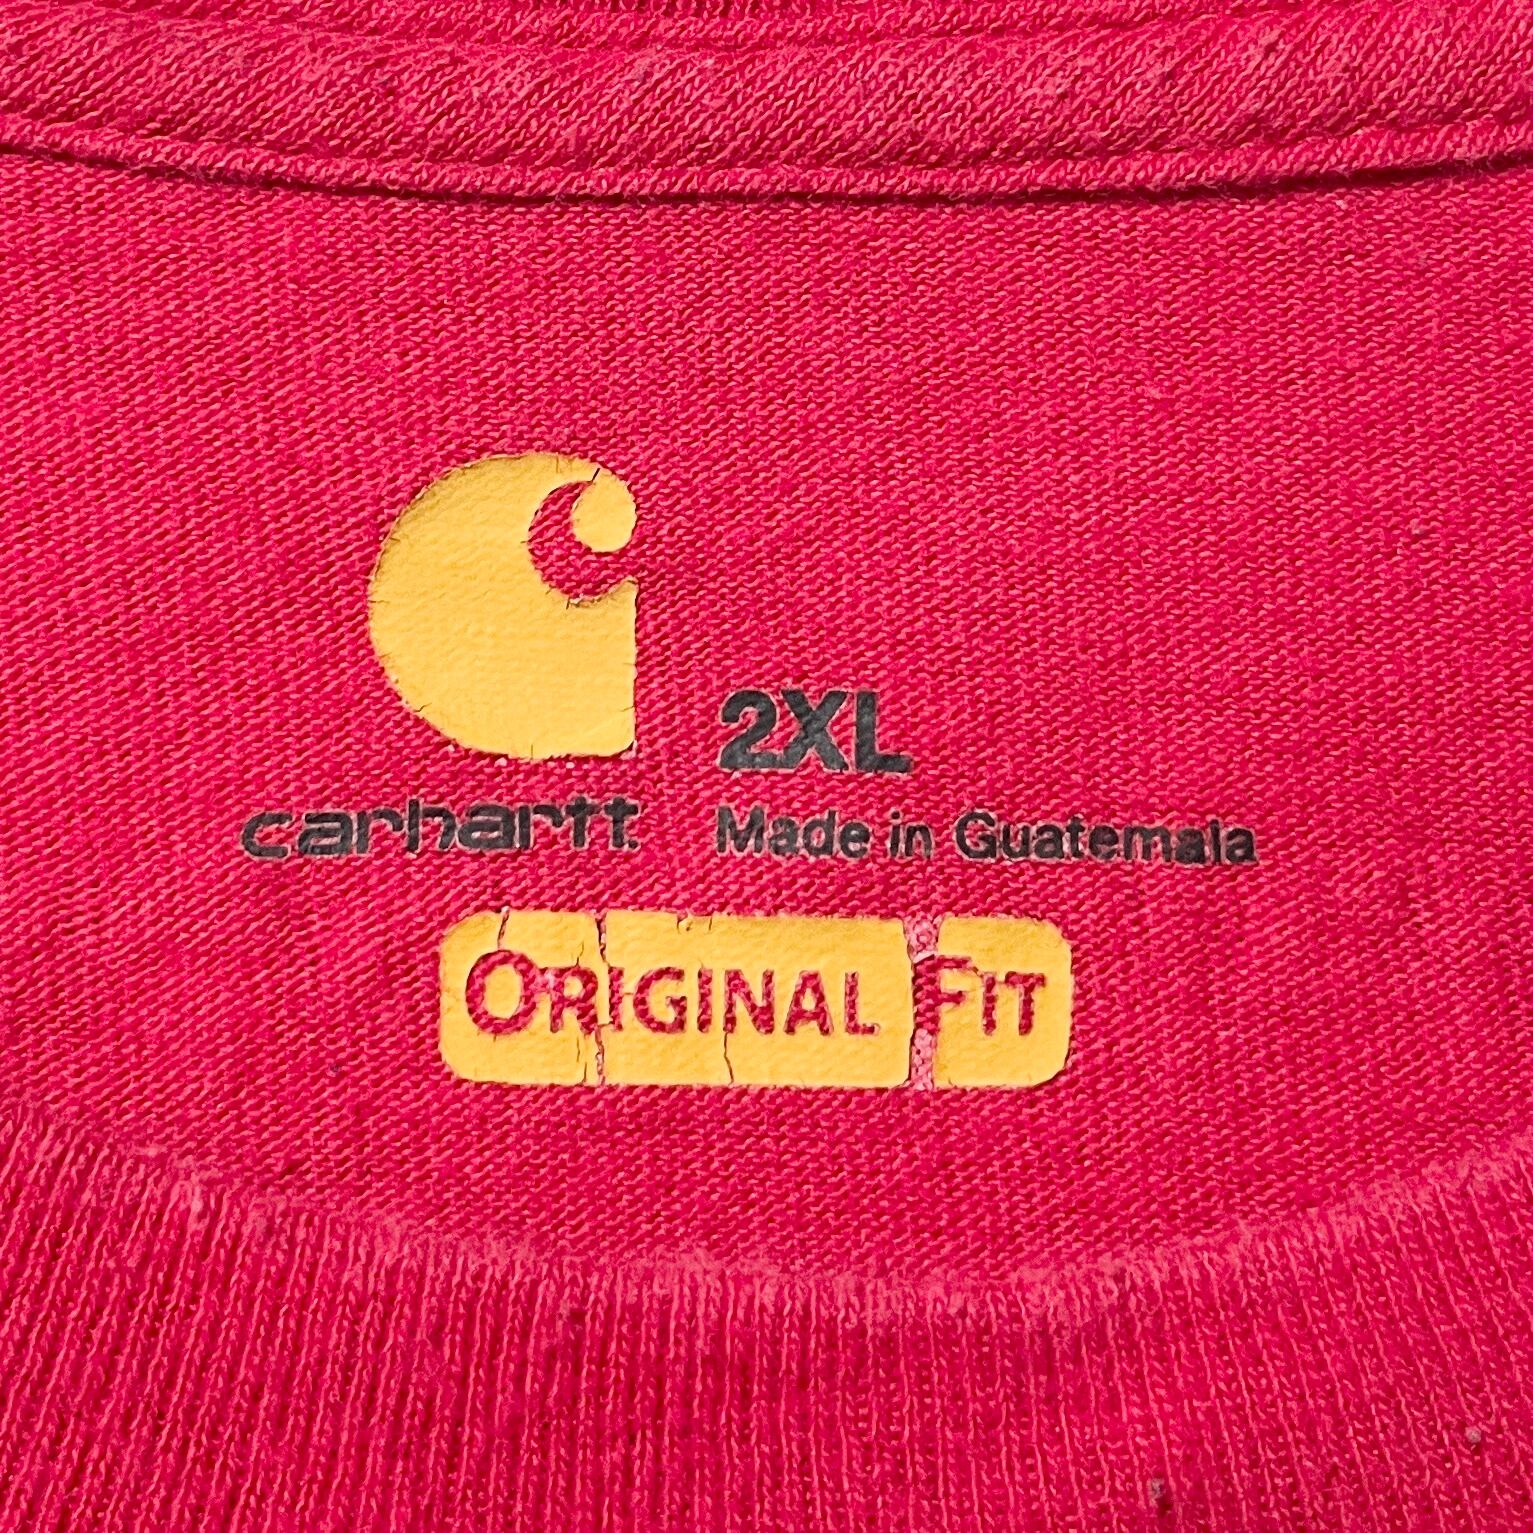 2XL
carhartt Made in Guatemala
ORIGINAL FIT